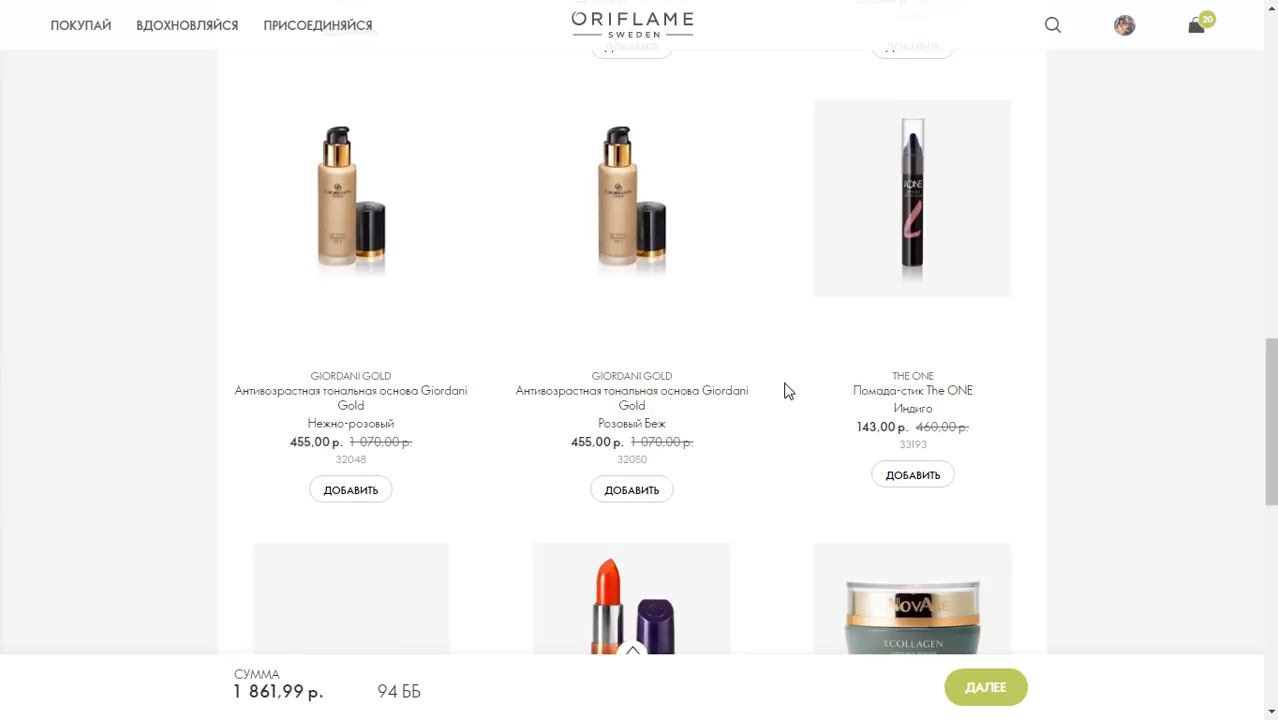 ПОКУПАЙ ВДОХНОВЛЯЙСЯ ПРИСОЕДИНЯЙСЯ
ORIFLAME
SWEDEN
20
ДОБАВИТЬ ДОБАВИТЬ
GIORDANI GOLD
Антивозрастная тональная основа Giordani
Gold
Нежно-розовый
455,00 р. 1 070,00 р.
32048
ДОБАВИТЬ
GIORDANI GOLD
Антивозрастная тональная основа Giordani
Gold
Розовый Беж
455,00 р. 1 070,00 р.
32050
ДОБАВИТЬ
THE ONE
Помада-стик The ONE
Индиго
143,00 р. 460,00 р.
33193
ДОБАВИТЬ
NOVAGE
ECOLLAGEN
СУММА
1 861,99 р. 94 ББ
ДАЛЕЕ